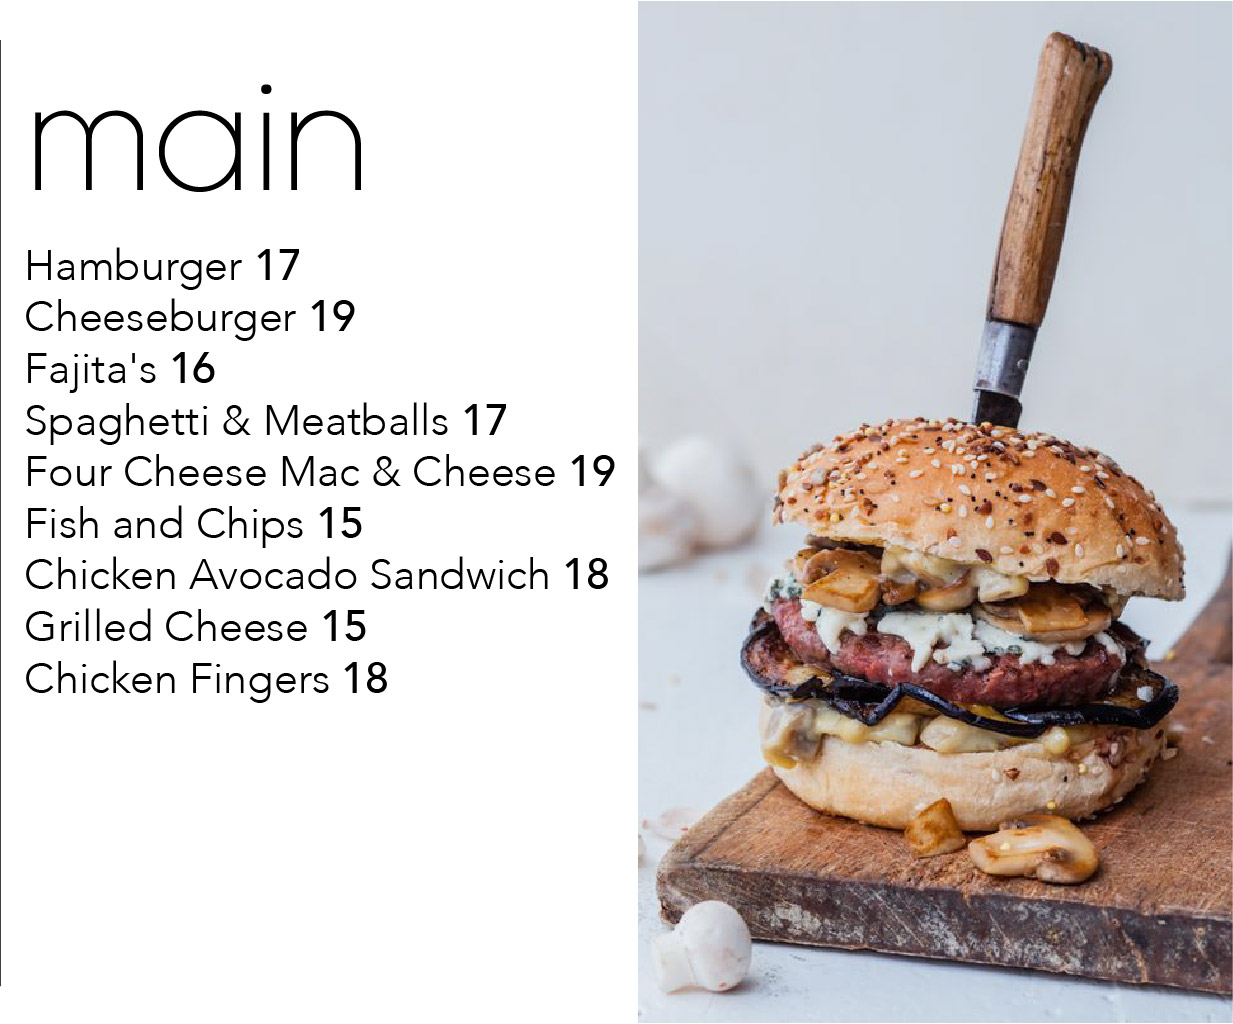 main
Hamburger 17
Cheeseburger 19
Fajita's 16
Spaghetti & Meatballs 17
Four Cheese Mac & Cheese 19
Fish and Chips 15
Chicken Avocado Sandwich 18
Grilled Cheese 15
Chicken Fingers 18